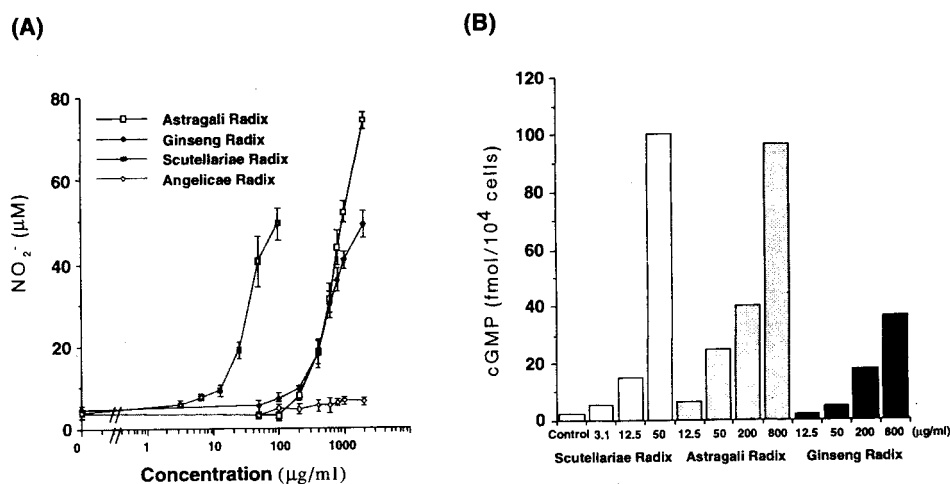 (A)
NO2- (μM)
80
60
40
20
0
Astragali Radix
Ginseng Radix
Scutellariae Radix
Angelicae Radix
0 1 10 100 1000
Concentration (μg/ml)
(B)
cGMP (fmol/10^4 cells)
120
100
80
60
40
20
0
Control 3.1 12.5 50 12.5 50 200 800 12.5 50 200 800 (μg/ml)
Scutellariae Radix Astragali Radix Ginseng Radix